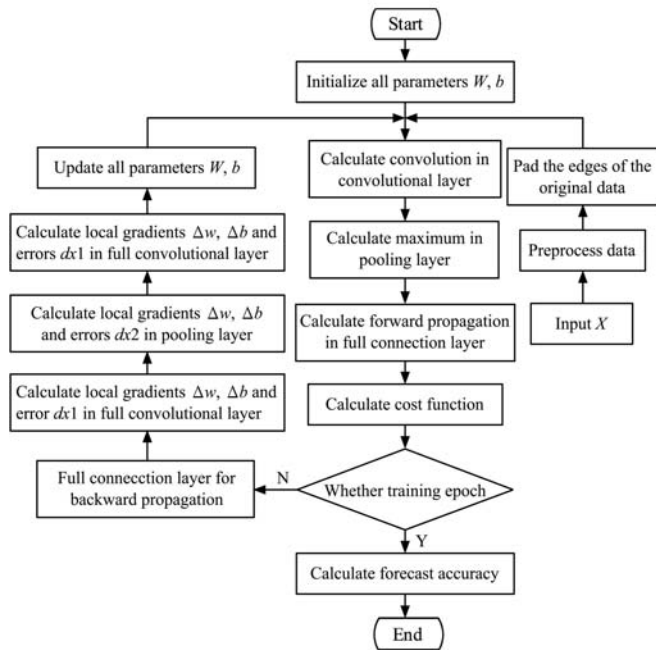 Start
Initialize all parameters W, b
Update all parameters W, b
Calculate convolution in
convolutional layer
Pad the edges of the
original data
Calculate local gradients Δw, Δb and
errors dx1 in full convolutional layer
Calculate maximum in
pooling layer
Preprocess data
Calculate local gradients Δw, Δb
and errors dx2 in pooling layer
Calculate forward propagation
in full connection layer
Input X
Calculate local gradients Δw, Δb and
error dx1 in full convolutional layer
Calculate cost function
Full connecction layer for
backward propagation
N
Whether training epoch
Y
Calculate forecast accuracy
End